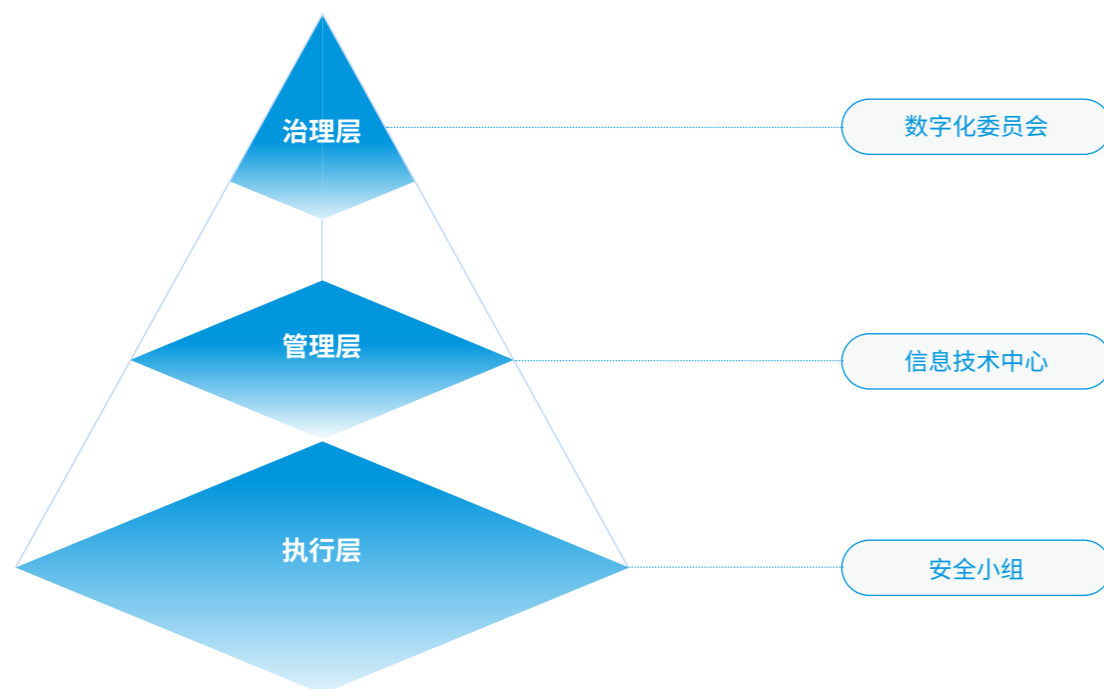 治理层
数字化委员会
管理层
信息技术中心
执行层
安全小组